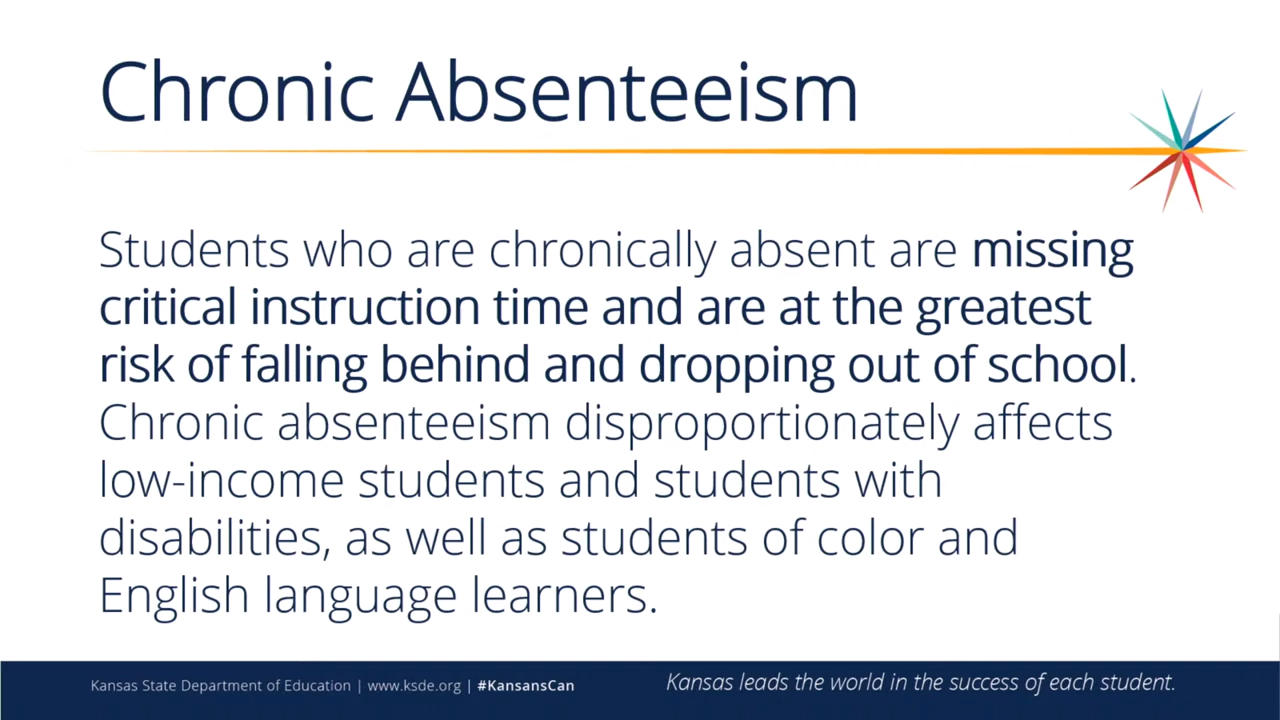 Chronic Absenteeism
Students who are chronically absent are missing
critical instruction time and are at the greatest
risk of falling behind and dropping out of school.
Chronic absenteeism disproportionately affects
low-income students and students with
disabilities, as well as students of color and
English language learners.
Kansas State Department of Education | www.ksde.org | #KansansCan
Kansas leads the world in the success of each student.